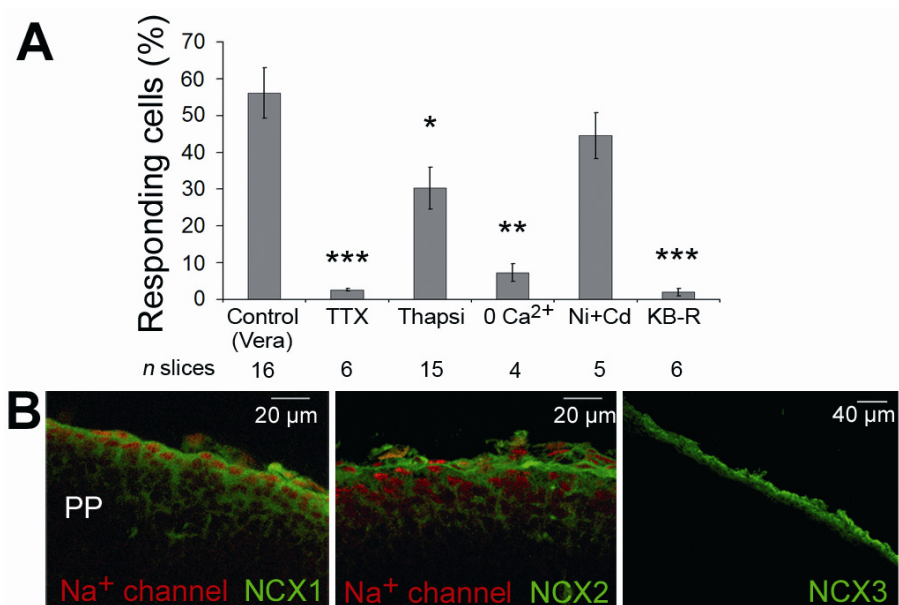 A
Responding cells (%)
70
60
50
40
30
20
10
0
***
*
**
***
Control (Vera)
TTX
Thapsi
0 Ca²⁺
Ni+Cd
KB-R
n slices
16 6 15 4 5 6
B
20 µm
20 µm
40 µm
PP
Na⁺ channel NCX1
Na⁺ channel NCX2
NCX3